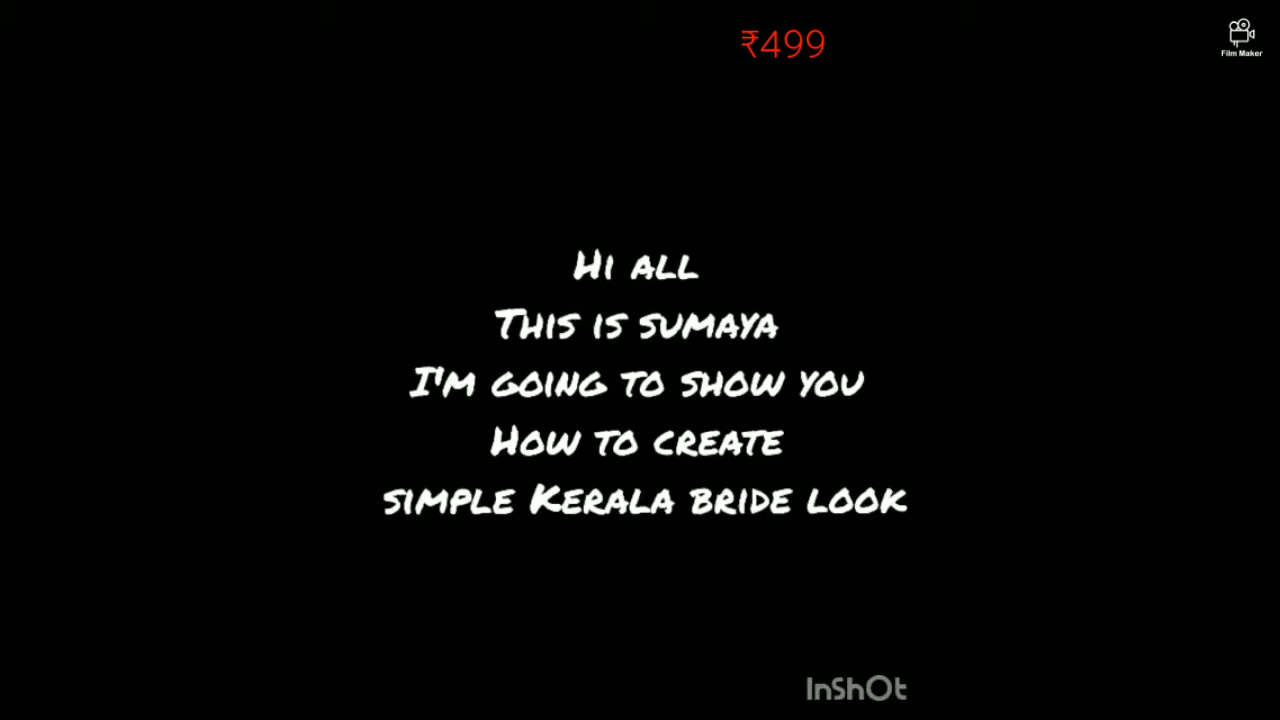 ₹499
Film Maker
Hi all
This is sumaya
I'm going to show you
How to create
simple Kerala bride look
InShOt